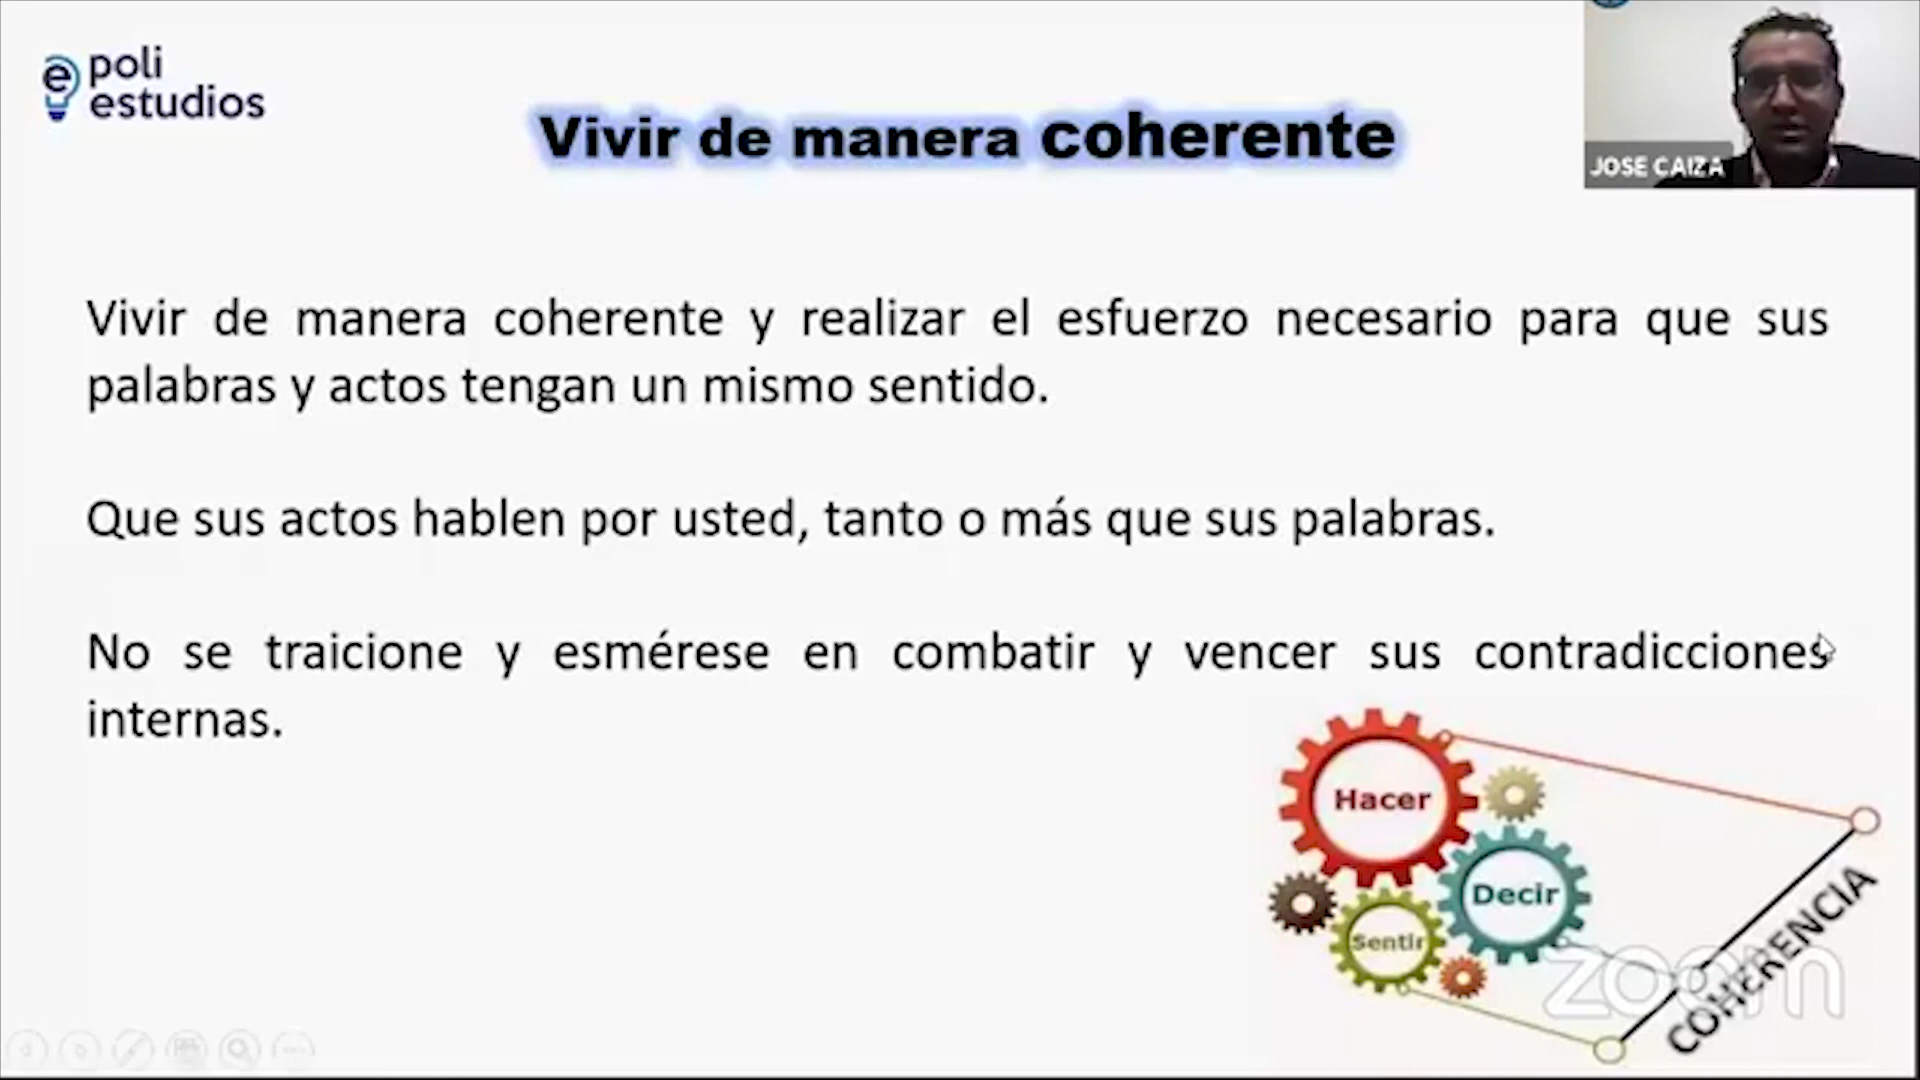 poli
estudios
Vivir de manera coherente
JOSE CAIZA
Vivir de manera coherente y realizar el esfuerzo necesario para que sus
palabras y actos tengan un mismo sentido.
Que sus actos hablen por usted, tanto o más que sus palabras.
No se traicione y esmérese en combatir y vencer sus contradicciones
internas.
Hacer
Decir
Sentir
COHERENCIA
zoom